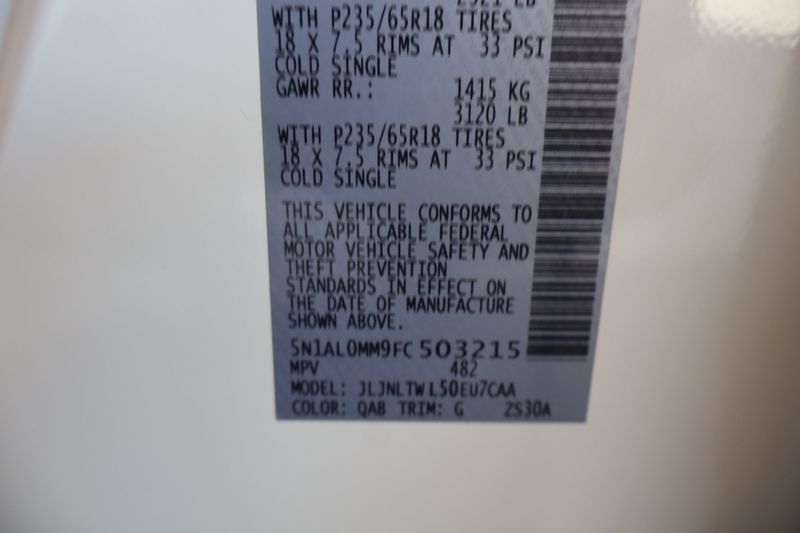 WITH P235/65R18 TIRES
18 X 7.5 RIMS AT 33 PSI
COLD SINGLE
GAWR RR.: 1415 KG
3120 LB
WITH P235/65R18 TIRES
18 X 7.5 RIMS AT 33 PSI
COLD SINGLE
THIS VEHICLE CONFORMS TO
ALL APPLICABLE FEDERAL
MOTOR VEHICLE SAFETY AND
THEFT PREVENTION
STANDARDS IN EFFECT ON
THE DATE OF MANUFACTURE
SHOWN ABOVE.
5N1AL0MM9FC503215
MPV 482
MODEL: JLJNLTWL50EU7CAA
COLOR: QAB TRIM: G ZS30A